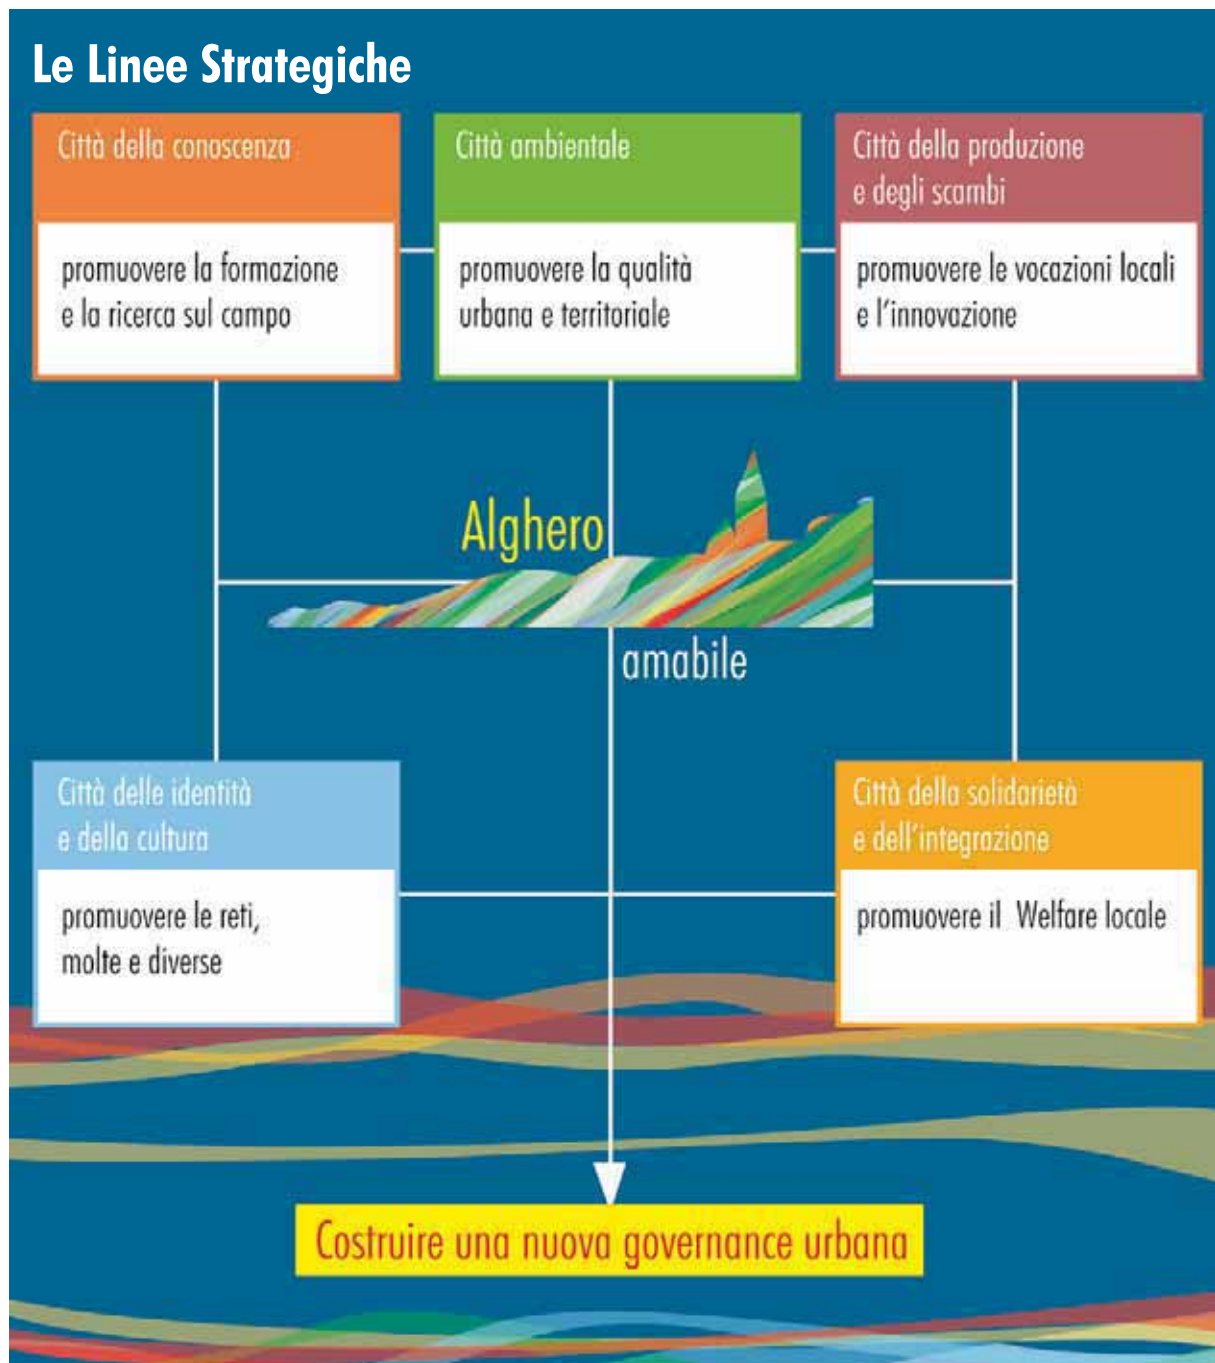 Le Linee Strategiche
Città della conoscenza
promuovere la formazione
e la ricerca sul campo
Città ambientale
promuovere la qualità
urbana e territoriale
Città della produzione
e degli scambi
promuovere le vocazioni locali
e l'innovazione
Alghero
amabile
Città delle identità
e della cultura
promuovere le reti,
molte e diverse
Città della solidarietà
e dell'integrazione
promuovere il Welfare locale
Costruire una nuova governance urbana